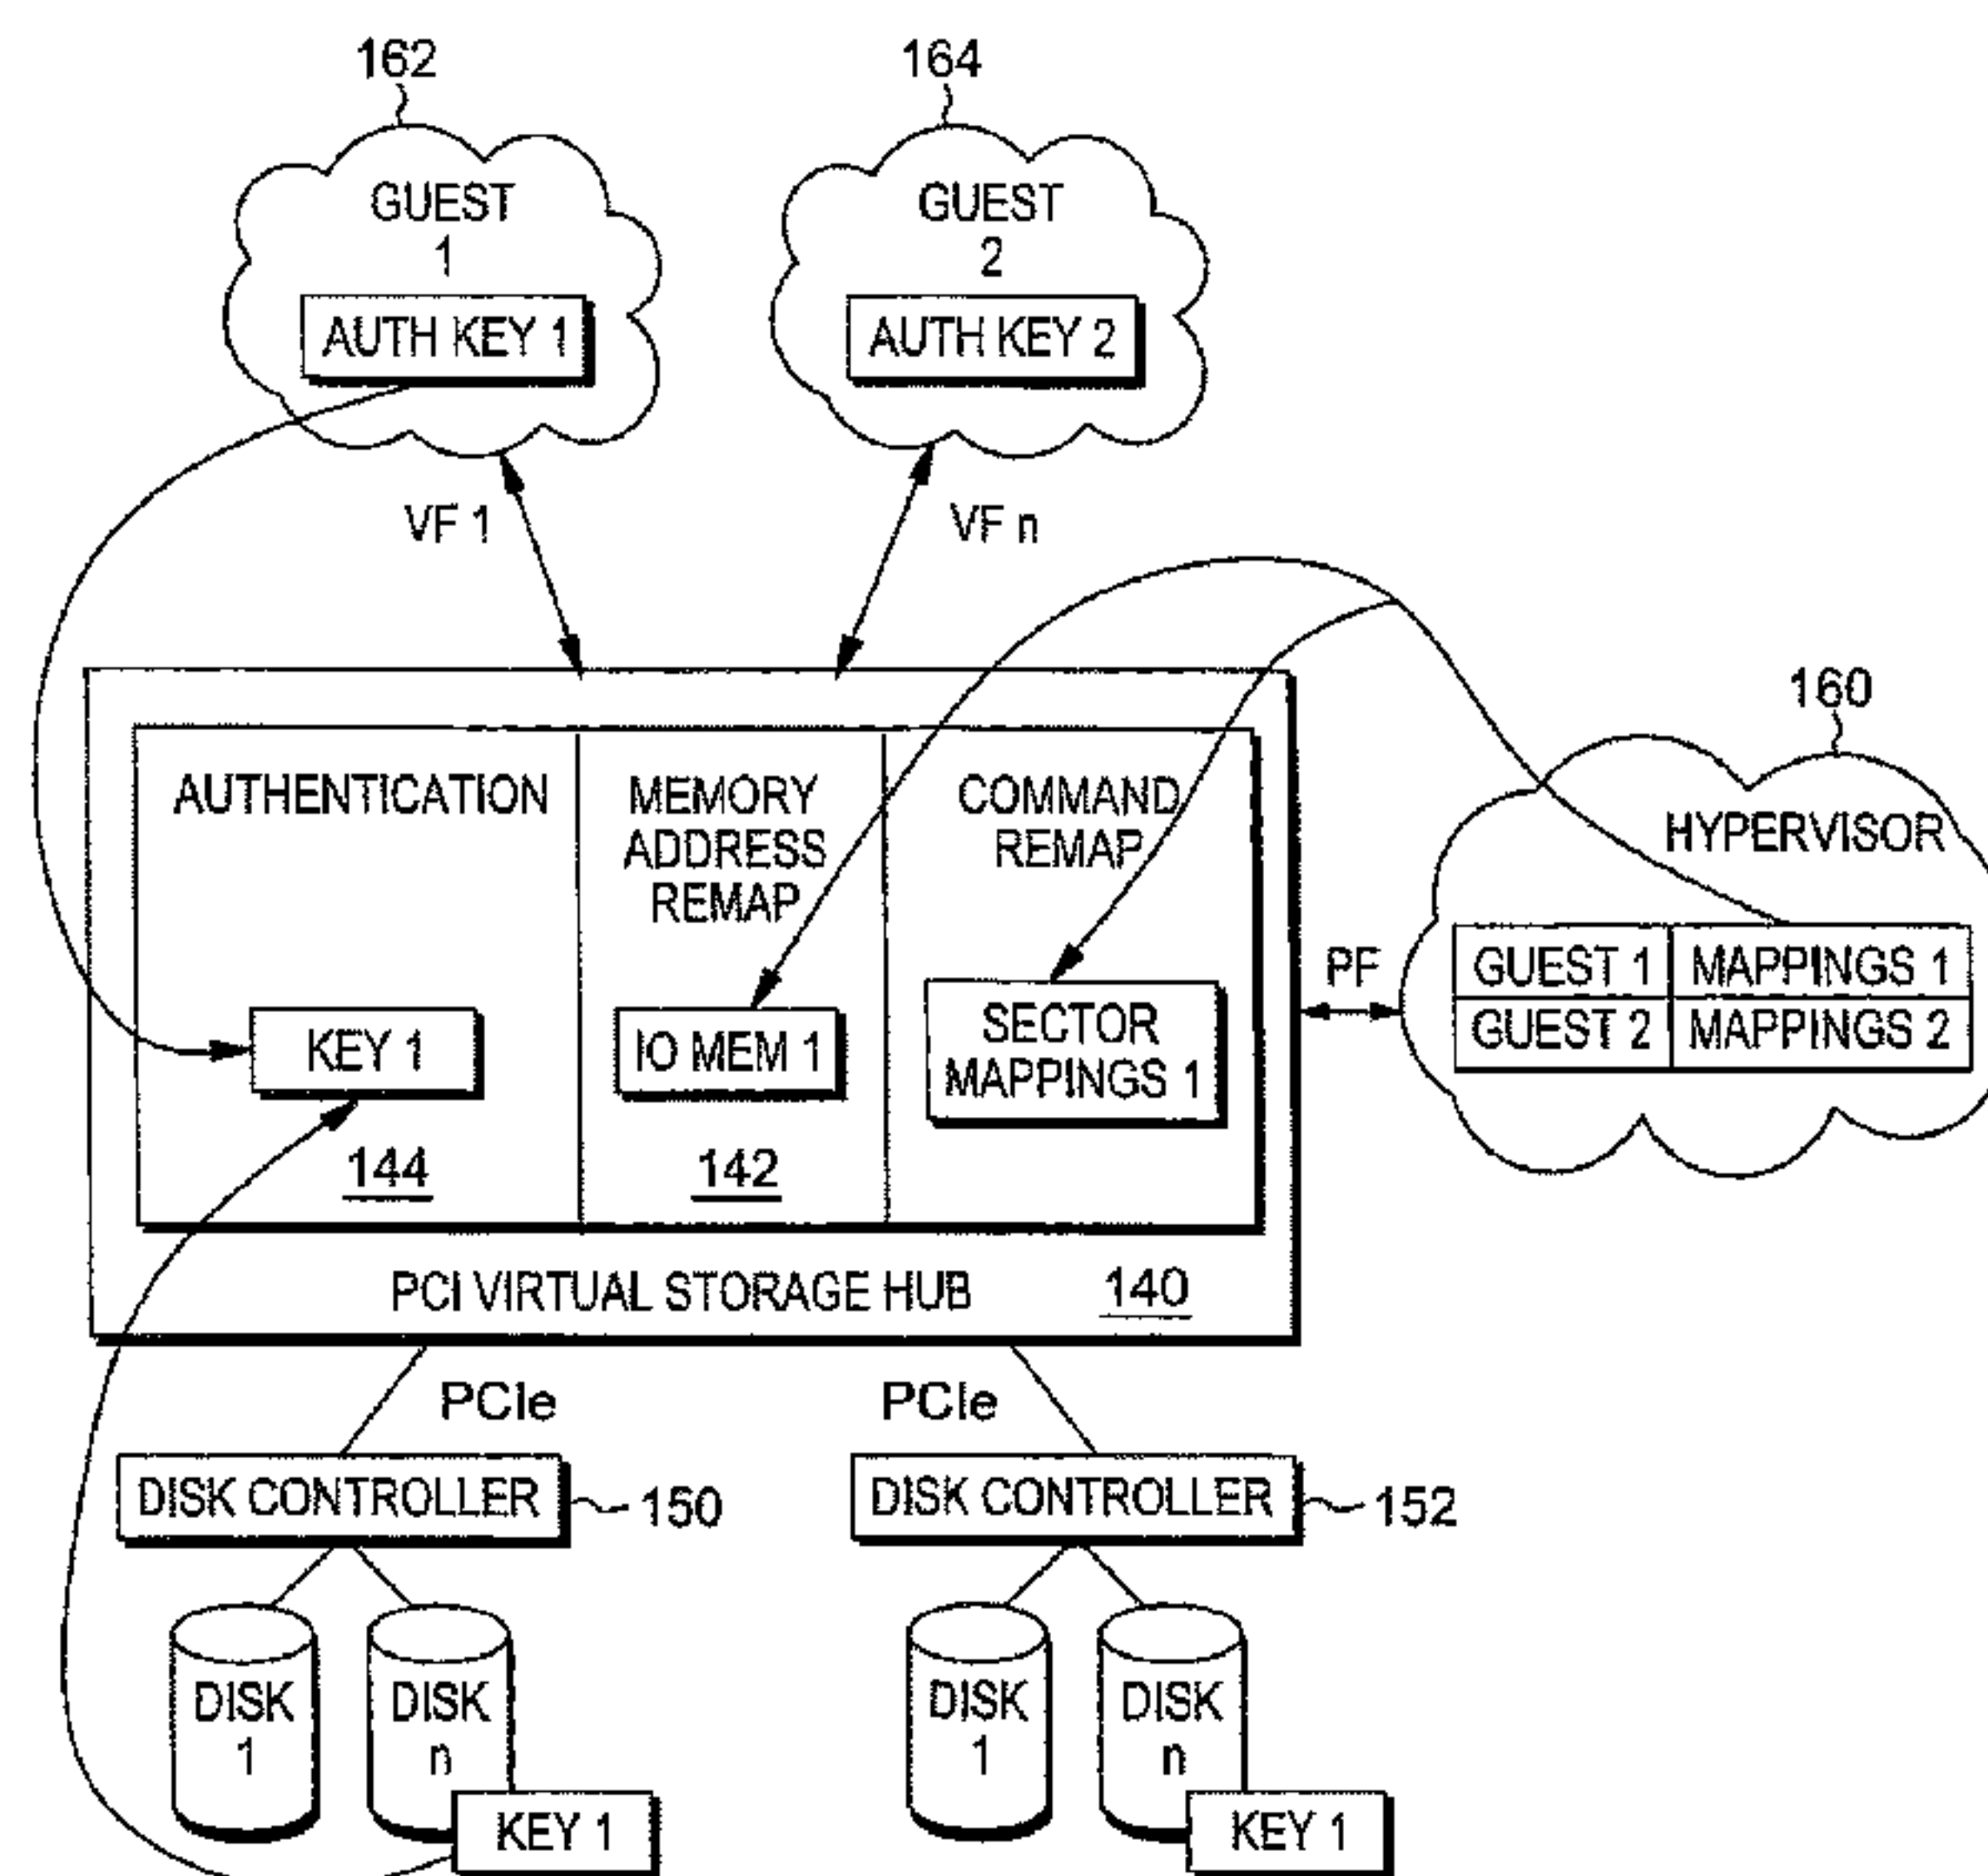 162
164
GUEST
1
AUTH KEY 1
GUEST
2
AUTH KEY 2
VF 1
VF n
160
AUTHENTICATION
MEMORY
ADDRESS
REMAP
COMMAND
REMAP
HYPERVISOR
GUEST 1 MAPPINGS 1
GUEST 2 MAPPINGS 2
PF
KEY 1
IO MEM 1
SECTOR
MAPPINGS 1
144
142
PCI VIRTUAL STORAGE HUB 140
PCIe
PCIe
DISK CONTROLLER
150
DISK CONTROLLER
152
DISK
1
DISK
n
KEY 1
DISK
1
DISK
n
KEY 1